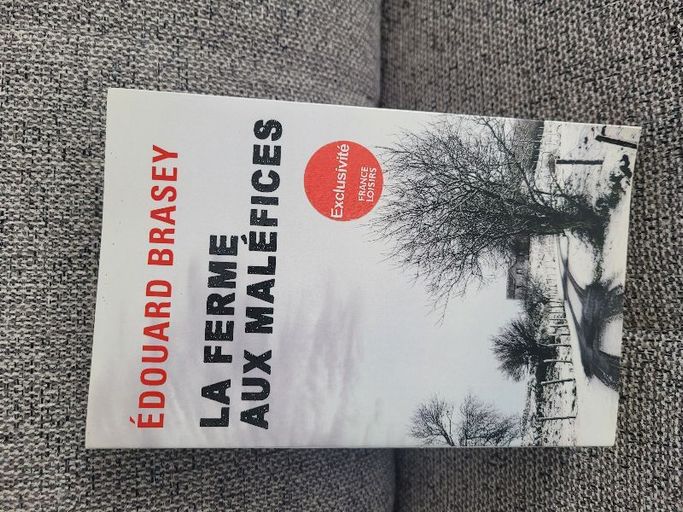 ÉDOUARD BRASEY
LA FERME
AUX MALÉFICES
Exclusivité
FRANCE
LOISIRS